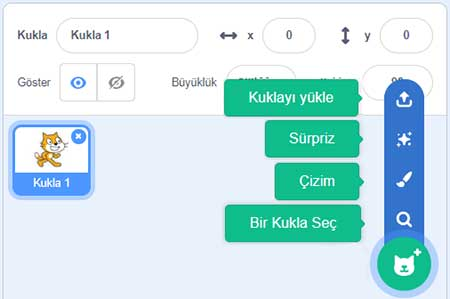 Kukla Kukla 1 x 0 y 0
Göster Büyüklük
Kuklayı yükle
Sürpriz
Kukla 1 Çizim
Bir Kukla Seç